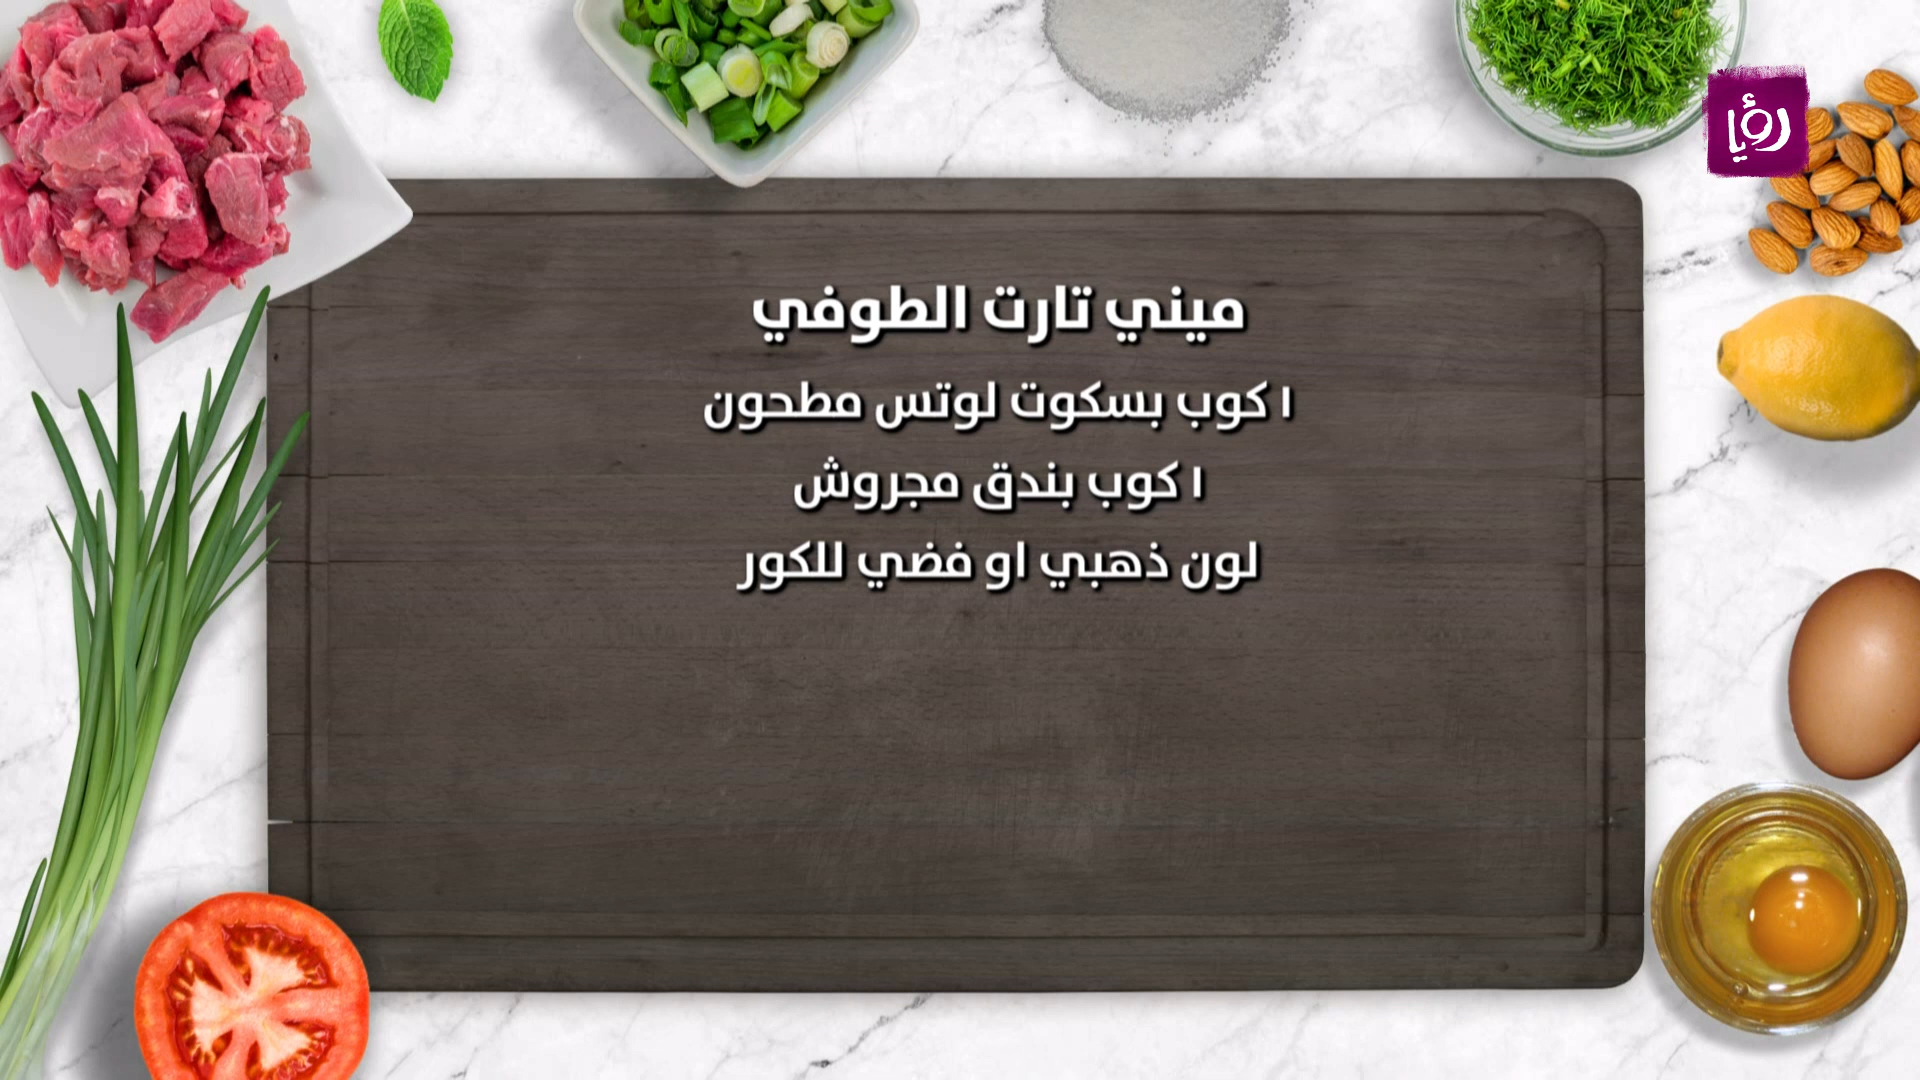 رؤيا
ميني تارت الطوفي
١ كوب بسكوت لوتس مطحون
١ كوب بندق مجروش
لون ذهبي او فضي للكور